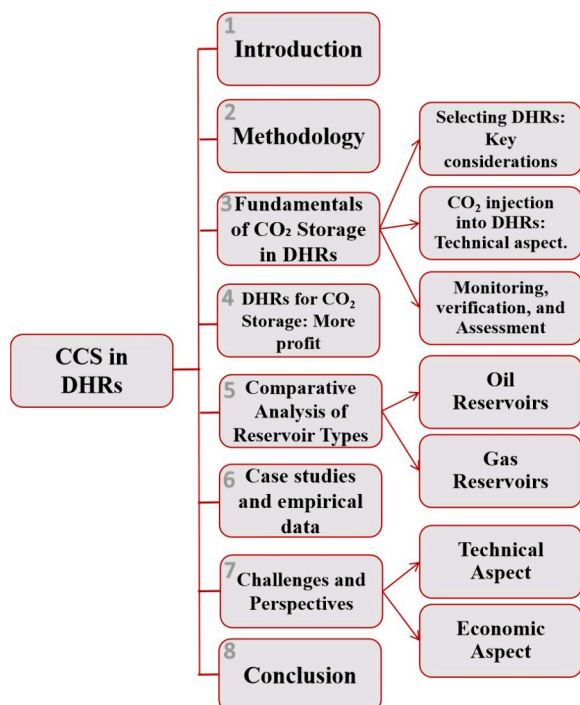 CCS in
DHRs
1
Introduction
2
Methodology
3
Fundamentals
of CO₂ Storage
in DHRs
Selecting DHRs:
Key
considerations
CO₂ injection
into DHRs:
Technical aspect.
Monitoring,
verification, and
Assessment
4
DHRs for CO₂
Storage: More
profit
5
Comparative
Analysis of
Reservoir Types
Oil
Reservoirs
Gas
Reservoirs
6
Case studies
and empirical
data
7
Challenges and
Perspectives
Technical
Aspect
Economic
Aspect
8
Conclusion